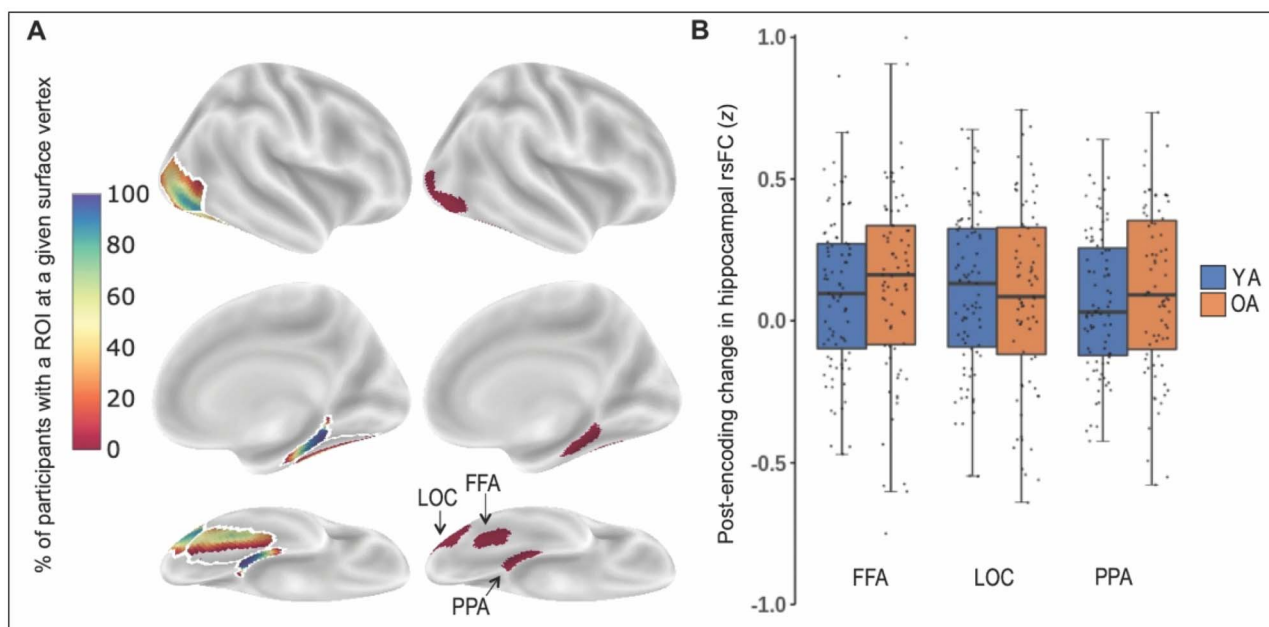 A
% of participants with a ROI at a given surface vertex
100
80
60
40
20
0
LOC
FFA
PPA
B
Post-encoding change in hippocampal rsFC (z)
1.0
0.5
0.0
-0.5
-1.0
FFA
LOC
PPA
YA
OA